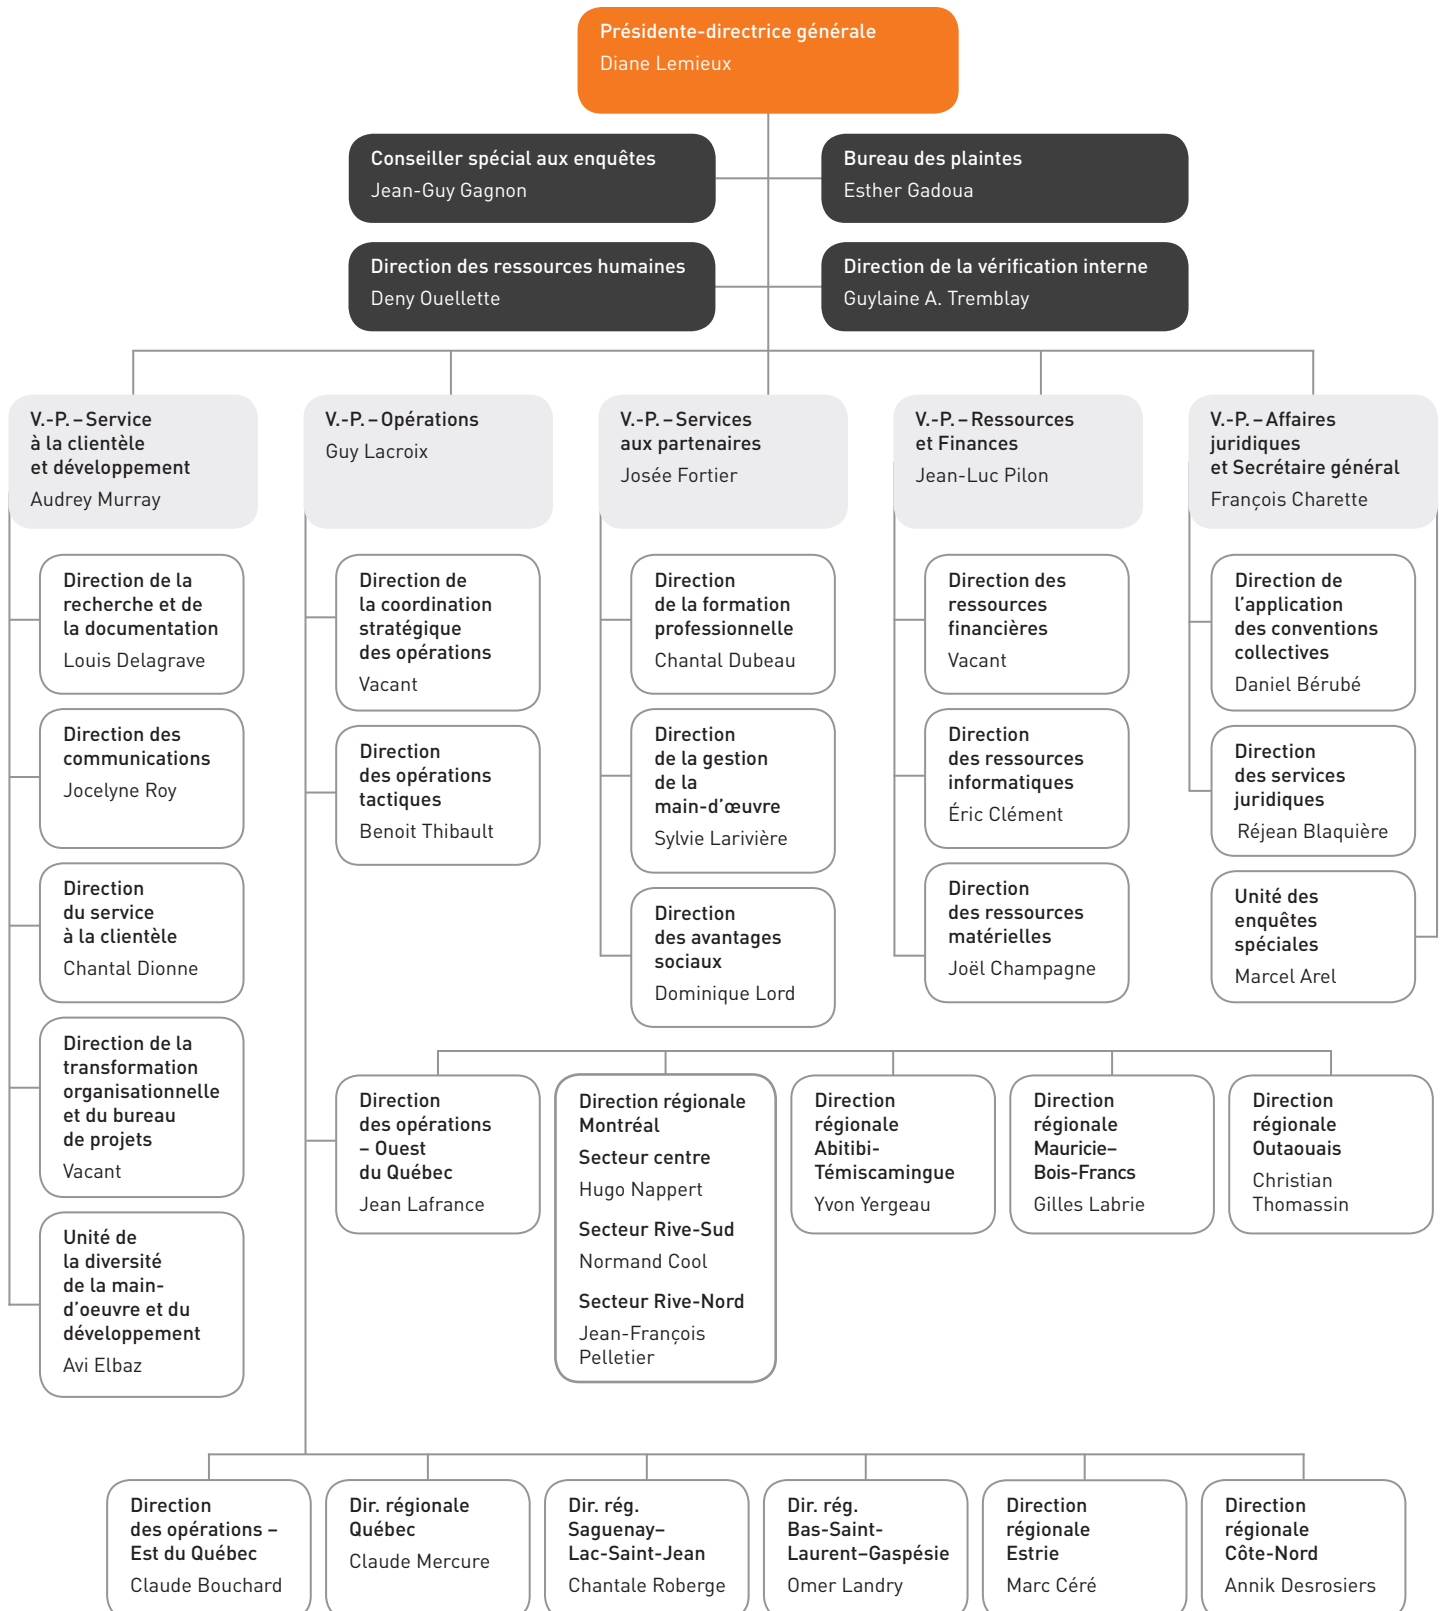 Présidente-directrice générale
Diane Lemieux
Conseiller spécial aux enquêtes
Jean-Guy Gagnon
Bureau des plaintes
Esther Gadoua
Direction des ressources humaines
Deny Ouellette
Direction de la vérification interne
Guylaine A. Tremblay
V.-P. – Service
à la clientèle
et développement
Audrey Murray
V.-P. – Opérations
Guy Lacroix
V.-P. – Services
aux partenaires
Josée Fortier
V.-P. – Ressources
et Finances
Jean-Luc Pilon
V.-P. – Affaires
juridiques
et Secrétaire général
François Charette
Direction de la
recherche et de
la documentation
Louis Delagrave
Direction des
communications
Jocelyne Roy
Direction
du service
à la clientèle
Chantal Dionne
Direction de la
transformation
organisationnelle
et du bureau
de projets
Vacant
Unité de
la diversité
de la main-
d'oeuvre et du
développement
Avi Elbaz
Direction de
la coordination
stratégique
des opérations
Vacant
Direction
des opérations
tactiques
Benoit Thibault
Direction
de la formation
professionnelle
Chantal Dubeau
Direction
de la gestion
de la
main-d'œuvre
Sylvie Larivière
Direction
des avantages
sociaux
Dominique Lord
Direction des
ressources
financières
Vacant
Direction
des ressources
informatiques
Éric Clément
Direction
des ressources
matérielles
Joël Champagne
Direction de
l'application
des conventions
collectives
Daniel Bérubé
Direction
des services
juridiques
Réjean Blaquière
Unité des
enquêtes
spéciales
Marcel Arel
Direction
des opérations
– Ouest
du Québec
Jean Lafrance
Direction régionale
Montréal
Secteur centre
Hugo Nappert
Secteur Rive-Sud
Normand Cool
Secteur Rive-Nord
Jean-François
Pelletier
Direction
régionale
Abitibi-
Témiscamingue
Yvon Yergeau
Direction
régionale
Mauricie–
Bois-Francs
Gilles Labrie
Direction
régionale
Outaouais
Christian
Thomassin
Direction
des opérations –
Est du Québec
Claude Bouchard
Dir. régionale
Québec
Claude Mercure
Dir. rég.
Saguenay–
Lac-Saint-Jean
Chantale Roberge
Dir. rég.
Bas-Saint-
Laurent–Gaspésie
Omer Landry
Direction
régionale
Estrie
Marc Céré
Direction
régionale
Côte-Nord
Annik Desrosiers